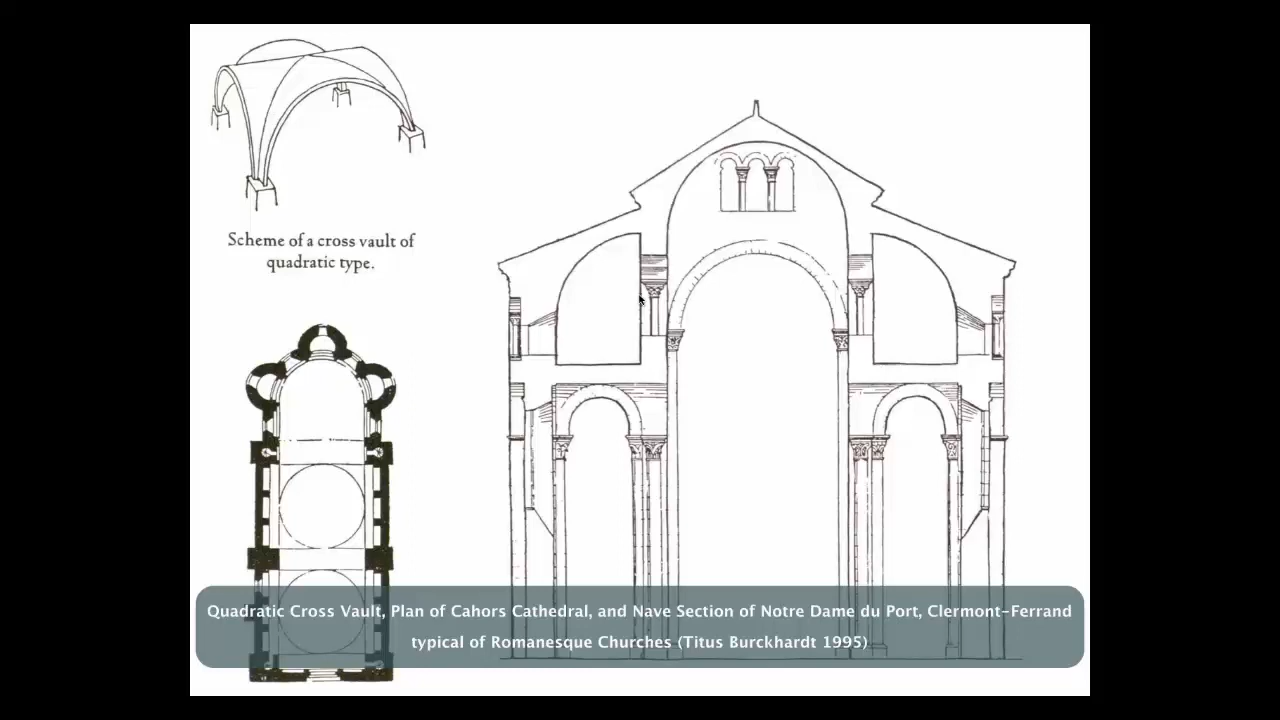 Scheme of a cross vault of
quadratic type.
Quadratic Cross Vault, Plan of Cahors Cathedral, and Nave Section of Notre Dame du Port, Clermont-Ferrand
typical of Romanesque Churches (Titus Burckhardt 1995)